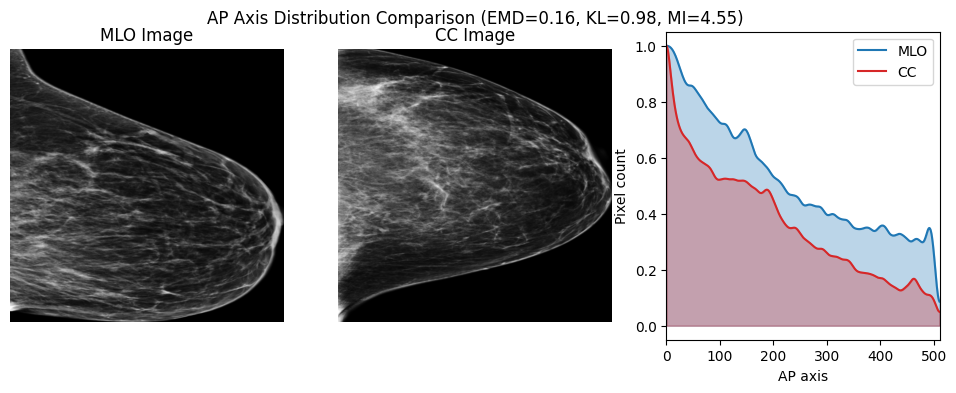 AP Axis Distribution Comparison (EMD=0.16, KL=0.98, MI=4.55)
MLO Image
CC Image
MLO
CC
Pixel count
1.0
0.8
0.6
0.4
0.2
0.0
0 100 200 300 400 500
AP axis